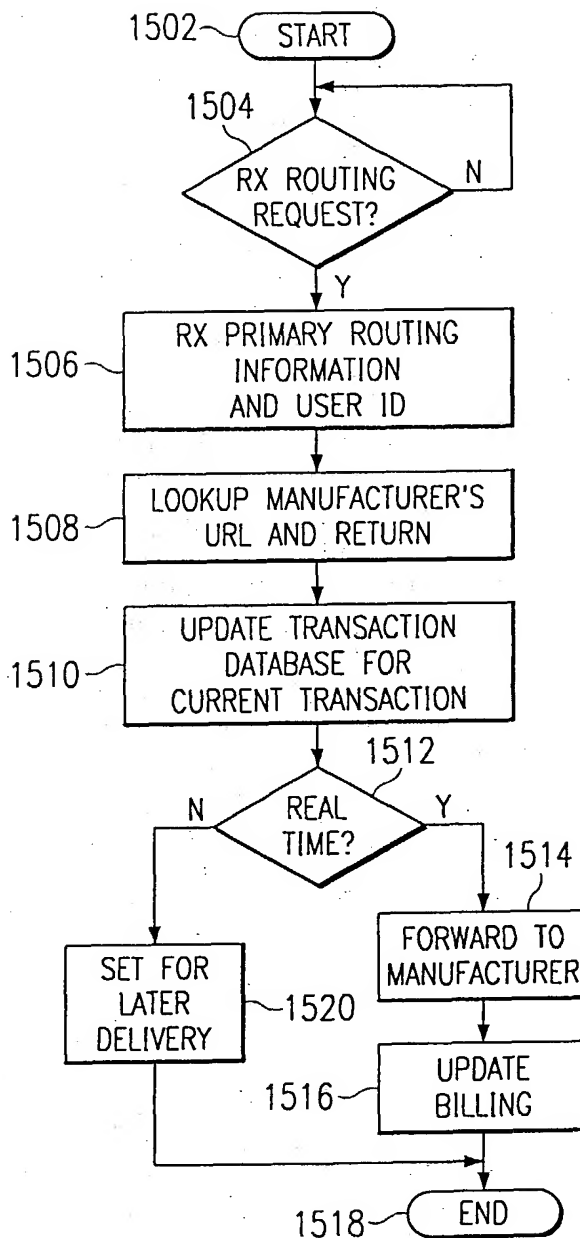 1502
START
1504
RX ROUTING
REQUEST?
N
Y
1506
RX PRIMARY ROUTING
INFORMATION
AND USER ID
1508
LOOKUP MANUFACTURER'S
URL AND RETURN
1510
UPDATE TRANSACTION
DATABASE FOR
CURRENT TRANSACTION
1512
N
REAL
TIME?
Y
1514
FORWARD TO
MANUFACTURER
SET FOR
LATER
DELIVERY
1520
1516
UPDATE
BILLING
1518
END